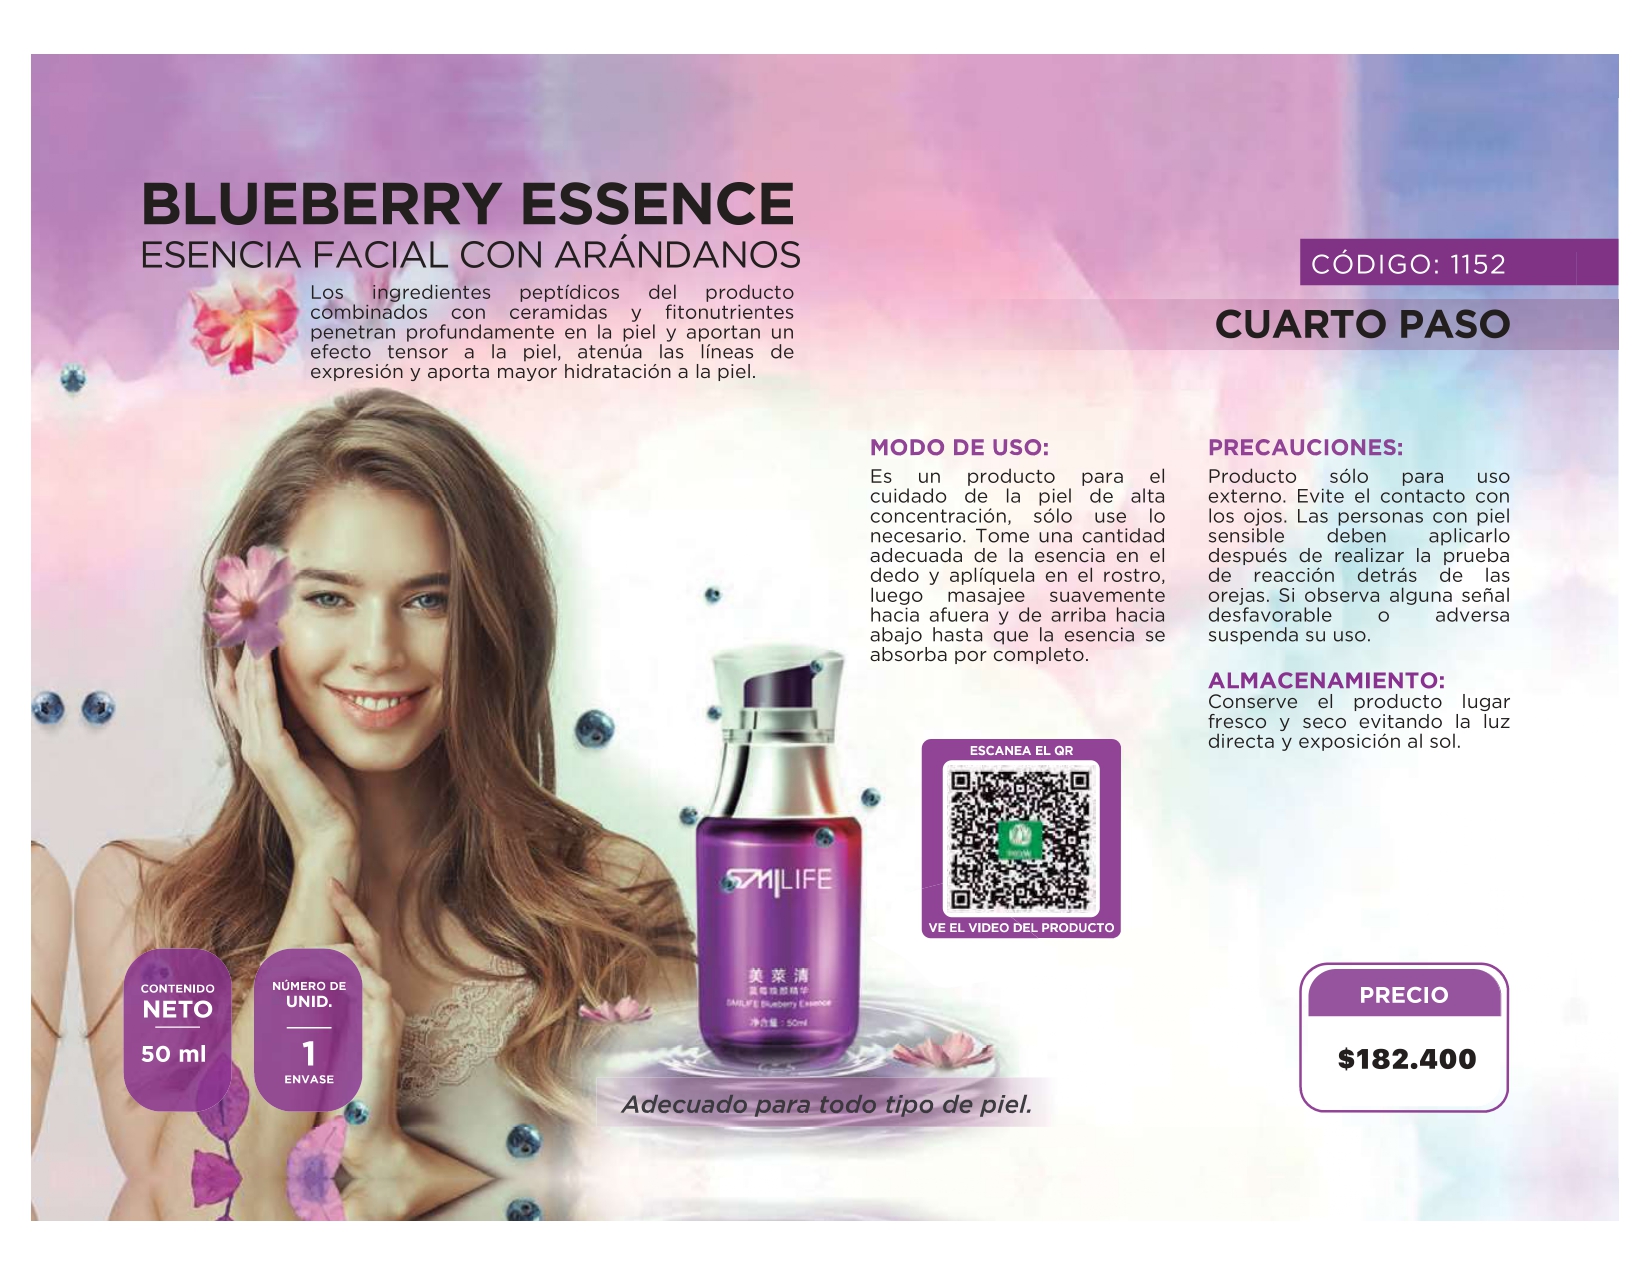 BLUEBERRY ESSENCE
ESENCIA FACIAL CON ARÁNDANOS
Los ingredientes peptídicos del producto
combinados con ceramidas y fitonutrientes
penetran profundamente en la piel y aportan un
efecto tensor a la piel, atenúa las líneas de
expresión y aporta mayor hidratación a la piel.
CÓDIGO: 1152
CUARTO PASO
MODO DE USO:
Es un producto para el
cuidado de la piel de alta
concentración, sólo use lo
necesario. Tome una cantidad
adecuada de la esencia en el
dedo y aplíquela en el rostro,
luego masajee suavemente
hacia afuera y de arriba hacia
abajo hasta que la esencia se
absorba por completo.
PRECAUCIONES:
Producto sólo para uso
externo. Evite el contacto con
los ojos. Las personas con piel
sensible deben aplicarlo
después de realizar la prueba
de reacción detrás de las
orejas. Si observa alguna señal
desfavorable o adversa
suspenda su uso.
ALMACENAMIENTO:
Conserve el producto lugar
fresco y seco evitando la luz
directa y exposición al sol.
ESCANEA EL QR
VE EL VIDEO DEL PRODUCTO
SMILIFE
美莱清
蓝莓焕颜精华
SMILIFE Blueberry Essence
净含量：50ml
CONTENIDO
NETO
50 ml
NÚMERO DE
UNID.
1
ENVASE
Adecuado para todo tipo de piel.
PRECIO
$182.400